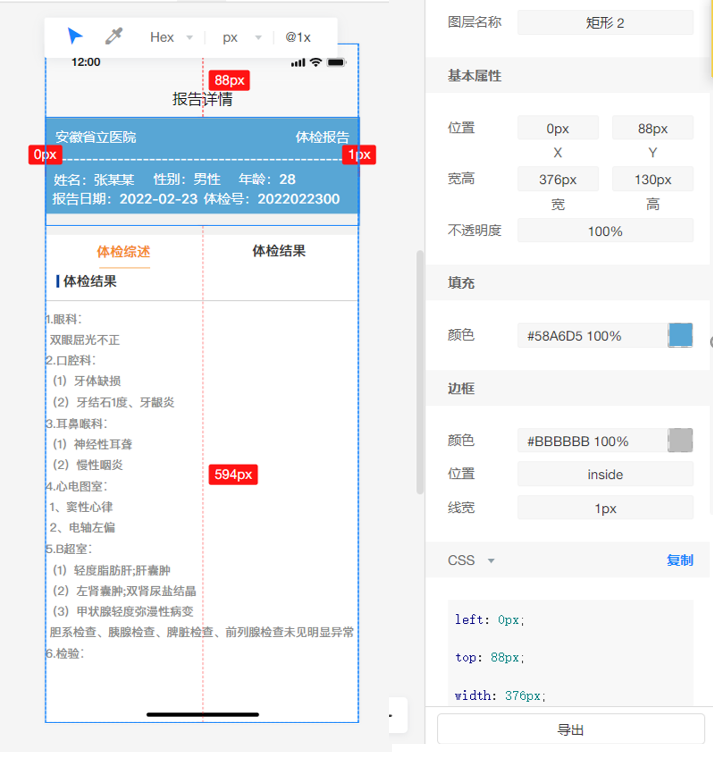 Hex px @1x
12:00
88px
报告详情
安徽省立医院 体检报告
0px 1px
姓名：张某某 性别：男性 年龄：28
报告日期：2022-02-23 体检号：2022022300
体检综述 体检结果
体检结果
1.眼科：
双眼屈光不正
2.口腔科：
（1）牙体缺损
（2）牙结石1度、牙龈炎
3.耳鼻喉科：
（1）神经性耳聋
（2）慢性咽炎
594px
4.心电图室：
1、窦性心律
2、电轴左偏
5.B超室：
（1）轻度脂肪肝;肝囊肿
（2）左肾囊肿;双肾尿盐结晶
（3）甲状腺轻度弥漫性病变
胆系检查、胰腺检查、脾脏检查、前列腺检查未见明显异常
6.检验：
图层名称 矩形 2
基本属性
位置 0px 88px
X Y
宽高 376px 130px
宽 高
不透明度 100%
填充
颜色 #58A6D5 100%
边框
颜色 #BBBBBB 100%
位置 inside
线宽 1px
CSS 复制
left: 0px;
top: 88px;
width: 376px;
导出